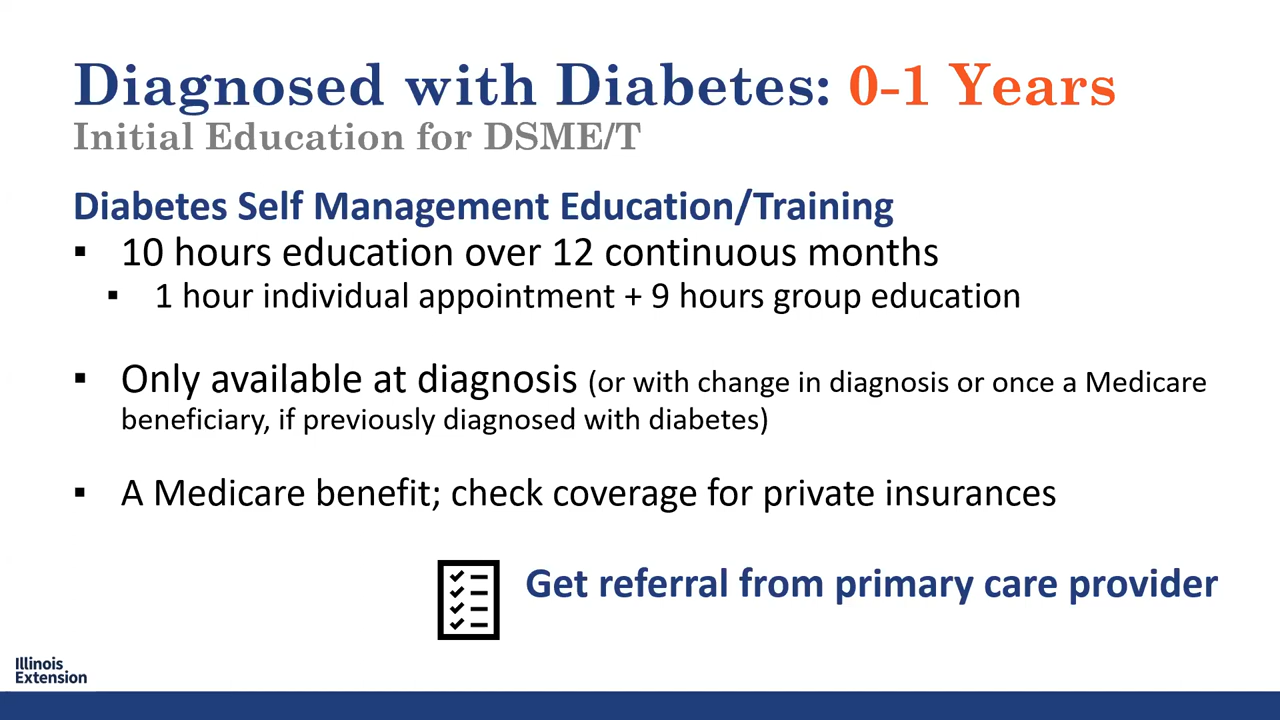 Diagnosed with Diabetes: 0-1 Years
Initial Education for DSME/T
Diabetes Self Management Education/Training
▪ 10 hours education over 12 continuous months
▪ 1 hour individual appointment + 9 hours group education
▪ Only available at diagnosis (or with change in diagnosis or once a Medicare
beneficiary, if previously diagnosed with diabetes)
▪ A Medicare benefit; check coverage for private insurances
Get referral from primary care provider
Illinois
Extension